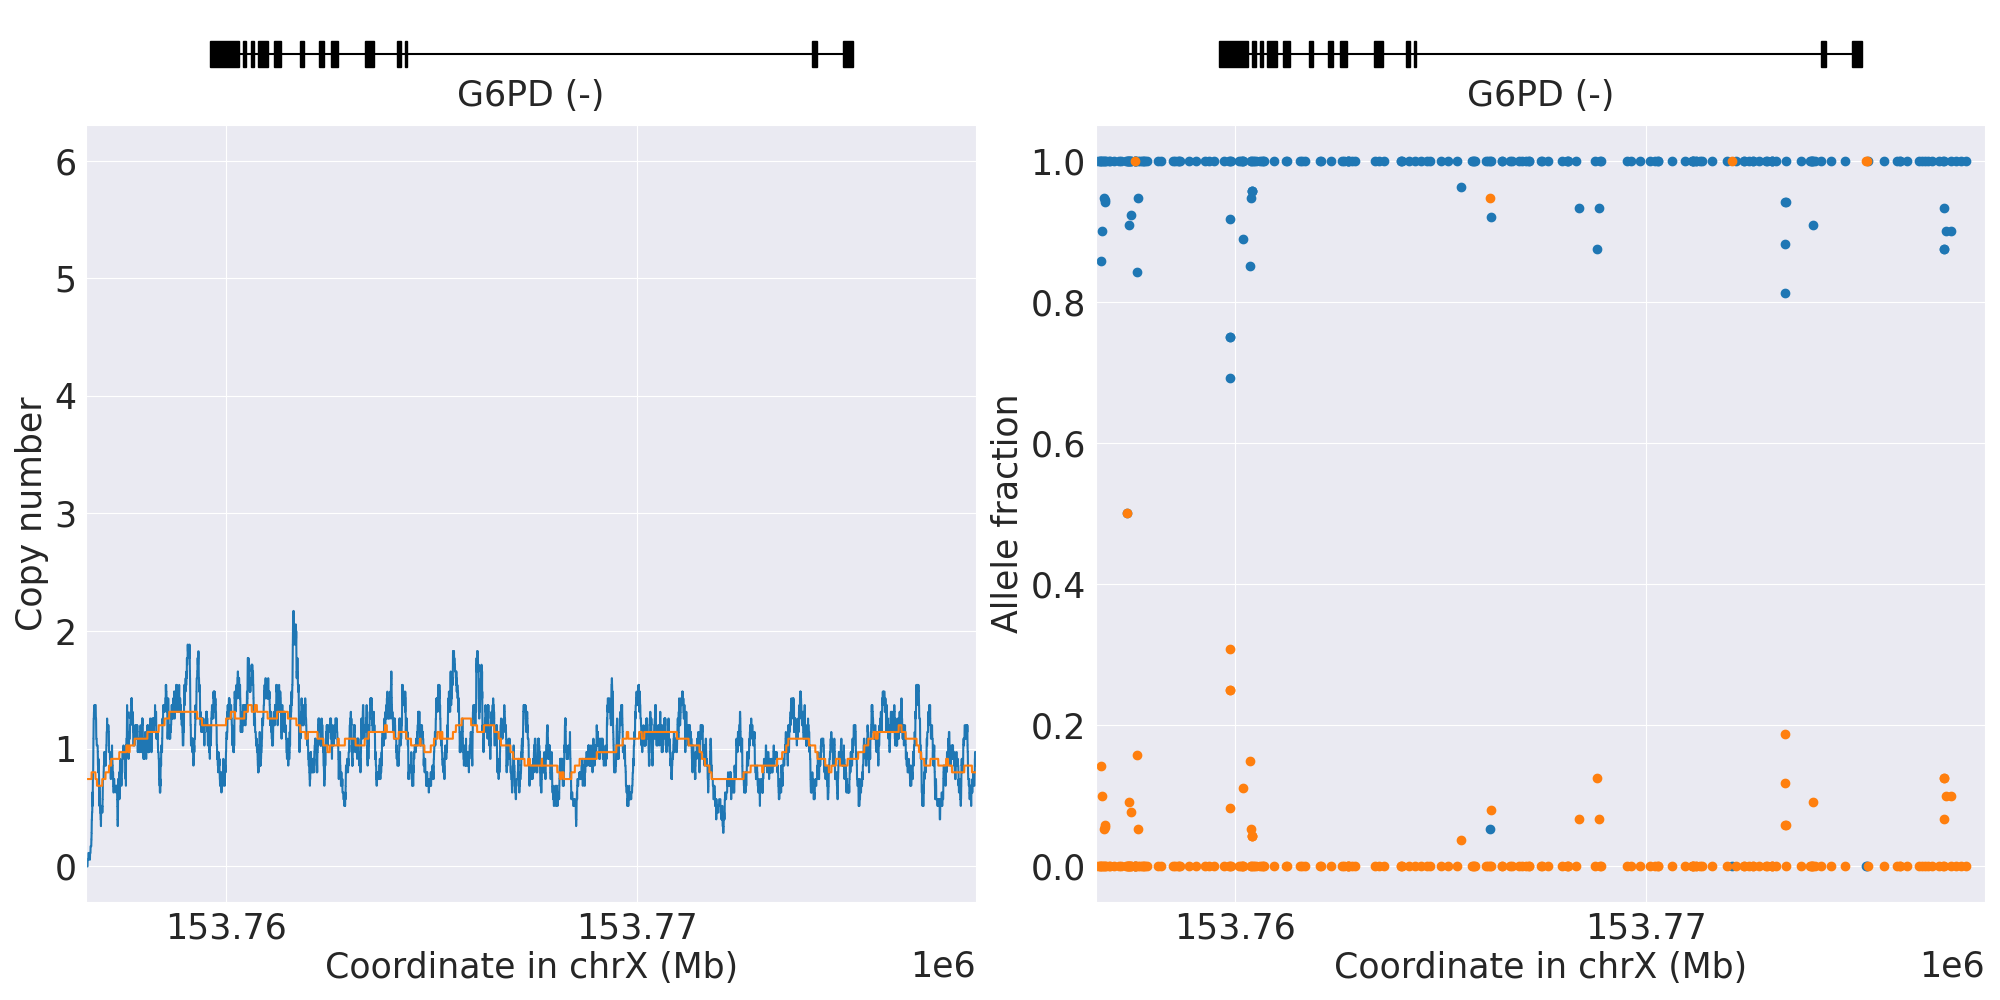 G6PD (-)
6
5
4
3
2
1
0
Copy number
153.76
153.77
Coordinate in chrX (Mb)
1e6
G6PD (-)
1.0
0.8
0.6
0.4
0.2
0.0
Allele fraction
153.76
153.77
Coordinate in chrX (Mb)
1e6